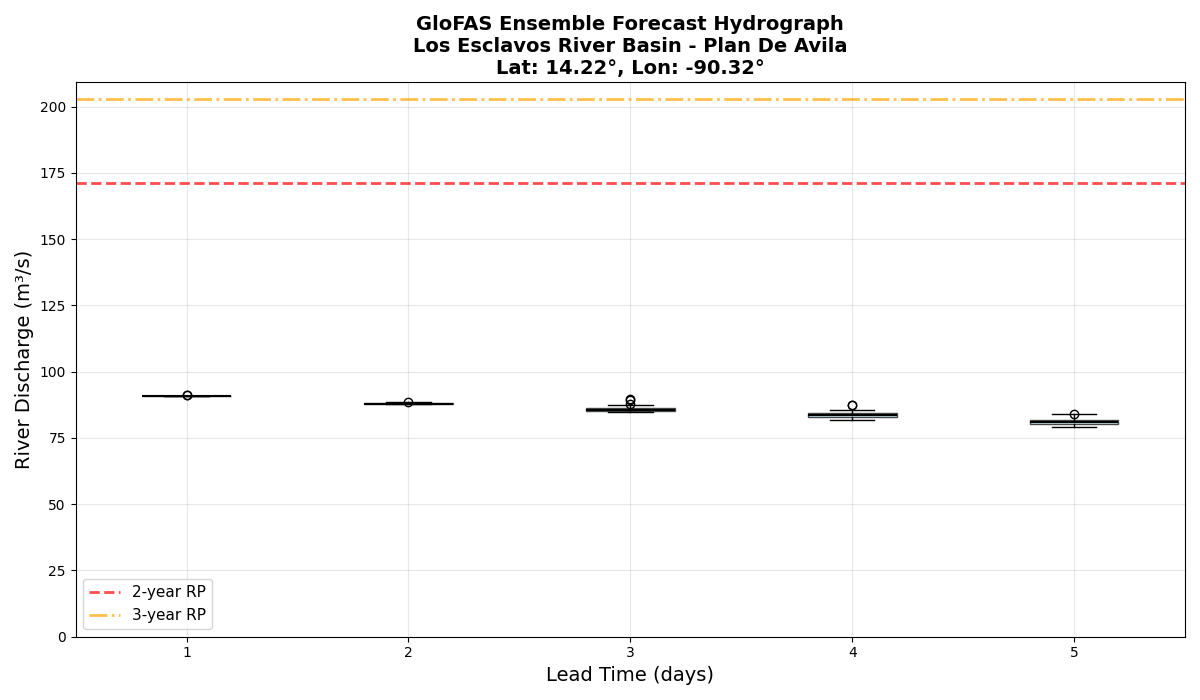 GloFAS Ensemble Forecast Hydrograph
Los Esclavos River Basin - Plan De Avila
Lat: 14.22°, Lon: -90.32°
River Discharge (m³/s)
200
175
150
125
100
75
50
25
0
2-year RP
3-year RP
1 2 3 4 5
Lead Time (days)